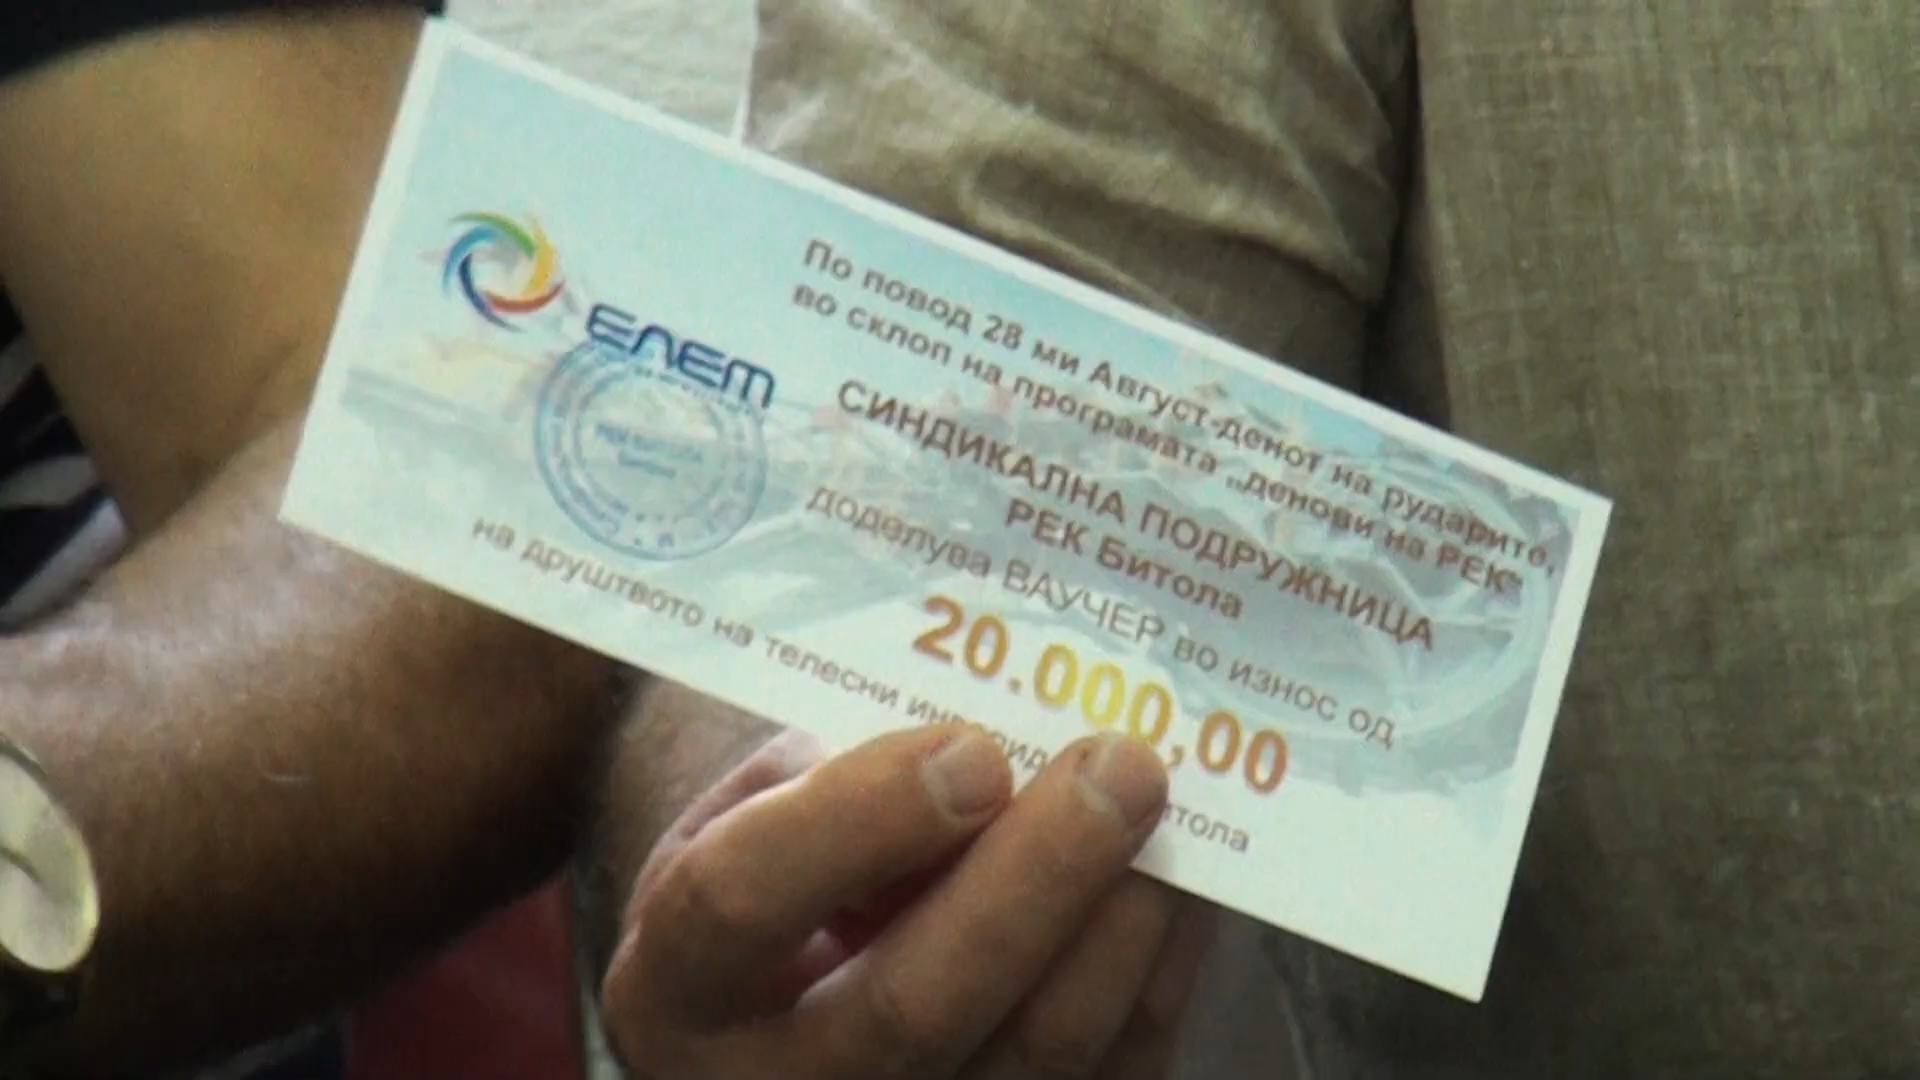 ЕЛЕМ
По повод 28 ми Август-денот на рударите,
во склоп на програмата „денови на РЕК“
СИНДИКАЛНА ПОДРУЖНИЦА
РЕК Битола
доделува ВАУЧЕР во износ од
20.000,00
на друштвото на телесни